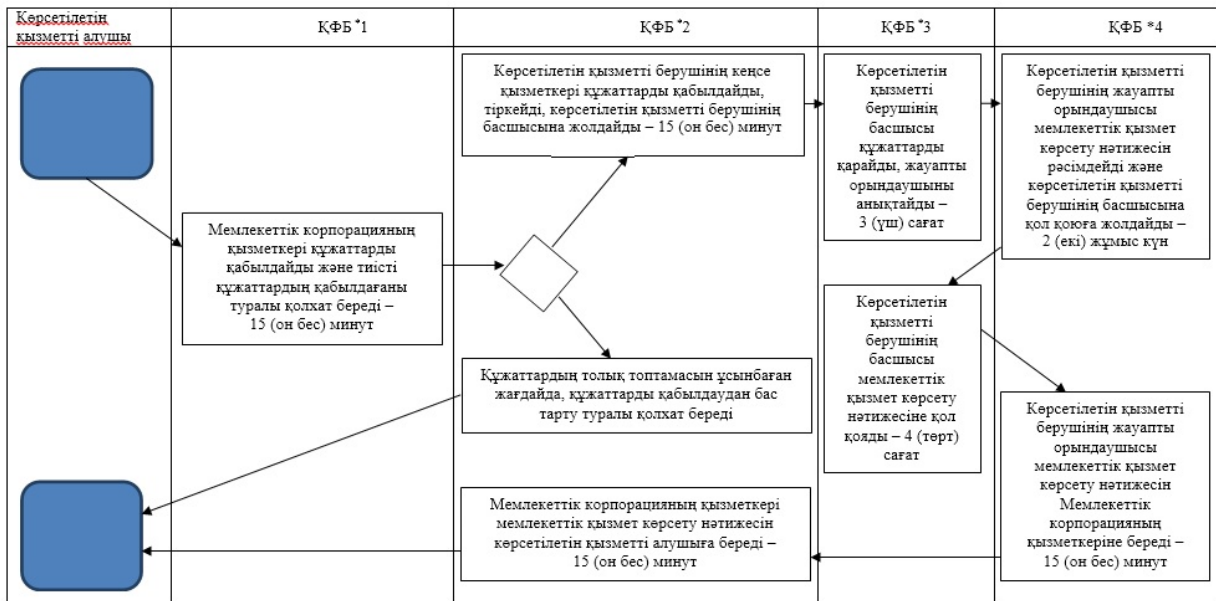 Көрсетілетін
қызметті алушы
ҚФБ *1
ҚФБ *2
ҚФБ *3
ҚФБ *4
Көрсетілетін қызметті берушінің кеңсе
қызметкері құжаттарды қабылдайды,
тіркейді, көрсетілетін қызметті берушінің
басшысына жолдайды – 15 (он бес) минут
Көрсетілетін
қызметті
берушінің
басшысы
құжаттарды
қарайды, жауапты
орындаушыны
анықтайды –
3 (үш) сағат
Көрсетілетін қызметті
берушінің жауапты
орындаушысы
мемлекеттік қызмет
көрсету нәтижесін
рәсімдейді және
көрсетілетін қызметті
берушінің басшысына
қол қоюға жолдайды –
2 (екі) жұмыс күн
Мемлекеттік корпорацияның
қызметкері құжаттарды
қабылдайды және тиісті
құжаттардың қабылдағаны
туралы қолхат береді –
15 (он бес) минут
Көрсетілетін
қызметті
берушінің
басшысы
мемлекеттік
қызмет көрсету
нәтижесіне қол
қояды – 4 (төрт)
сағат
Құжаттардың толық топтамасын ұсынбаған
жағдайда, құжаттарды қабылдаудан бас
тарту туралы қолхат береді
Көрсетілетін қызметті
берушінің жауапты
орындаушысы
мемлекеттік қызмет
көрсету нәтижесін
Мемлекеттік
корпорацияның
қызметкеріне береді –
15 (он бес) минут
Мемлекеттік корпорацияның қызметкері
мемлекеттік қызмет көрсету нәтижесін
көрсетілетін қызметті алушыға береді –
15 (он бес) минут